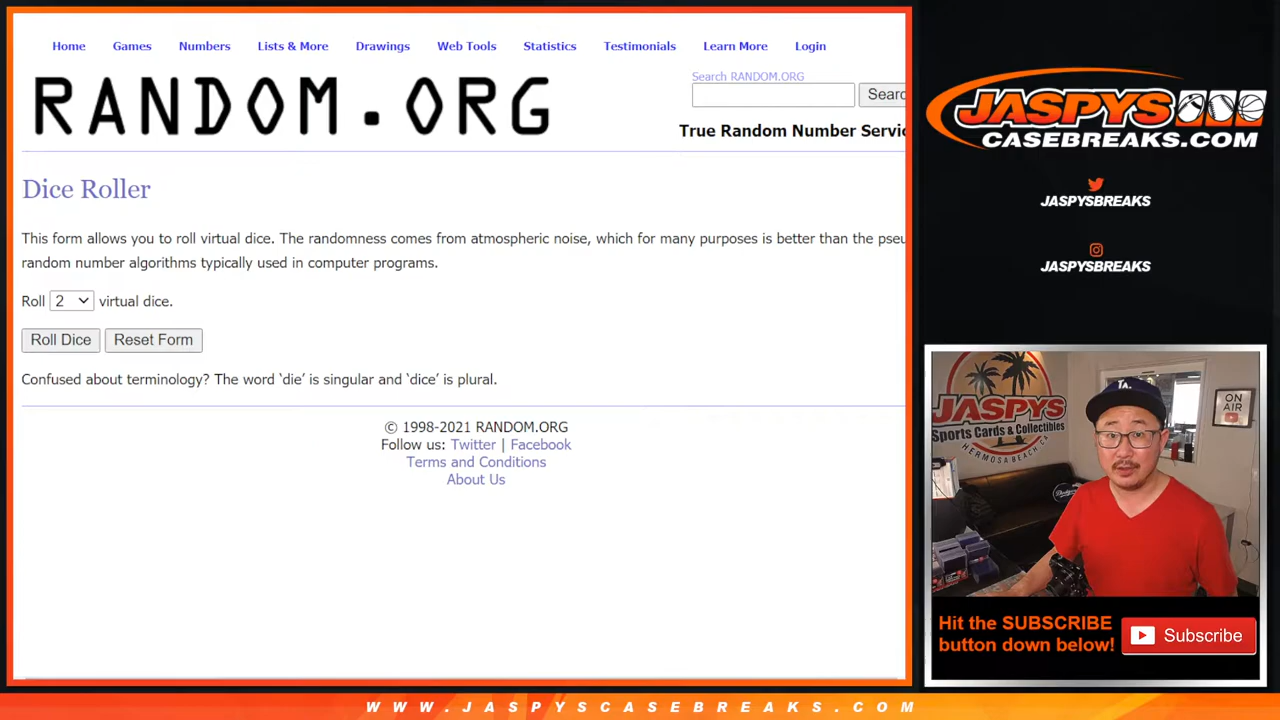 Home Games Numbers Lists & More Drawings Web Tools Statistics Testimonials Learn More Login
RANDOM.ORG
Search RANDOM.ORG
Searc
True Random Number Servic
Dice Roller
This form allows you to roll virtual dice. The randomness comes from atmospheric noise, which for many purposes is better than the pseu
random number algorithms typically used in computer programs.
Roll 2 virtual dice.
Roll Dice Reset Form
Confused about terminology? The word ‘die’ is singular and ‘dice’ is plural.
© 1998-2021 RANDOM.ORG
Follow us: Twitter | Facebook
Terms and Conditions
About Us
JASPYS
CASEBREAKS.COM
JASPYSBREAKS
JASPYSBREAKS
JASPYS
Sports Cards & Collectibles
HERMOSA BEACH CA
ON
AIR
LA
Dodgers
Hit the SUBSCRIBE
button down below!
Subscribe
WWW.JASPYSCASEBREAKS.COM